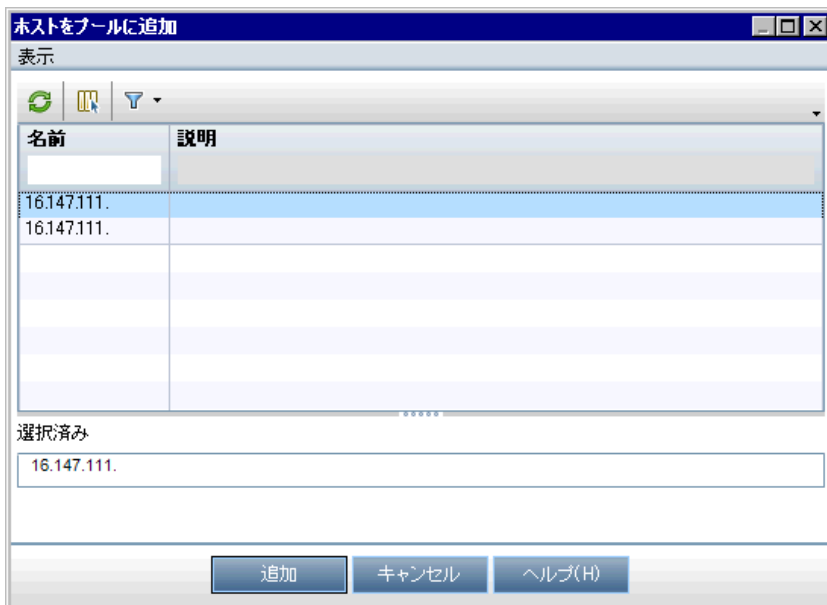 ホストをプールに追加
表示
名前 説明
16.147.111.
16.147.111.
選択済み
16.147.111.
追加 キャンセル ヘルプ(H)